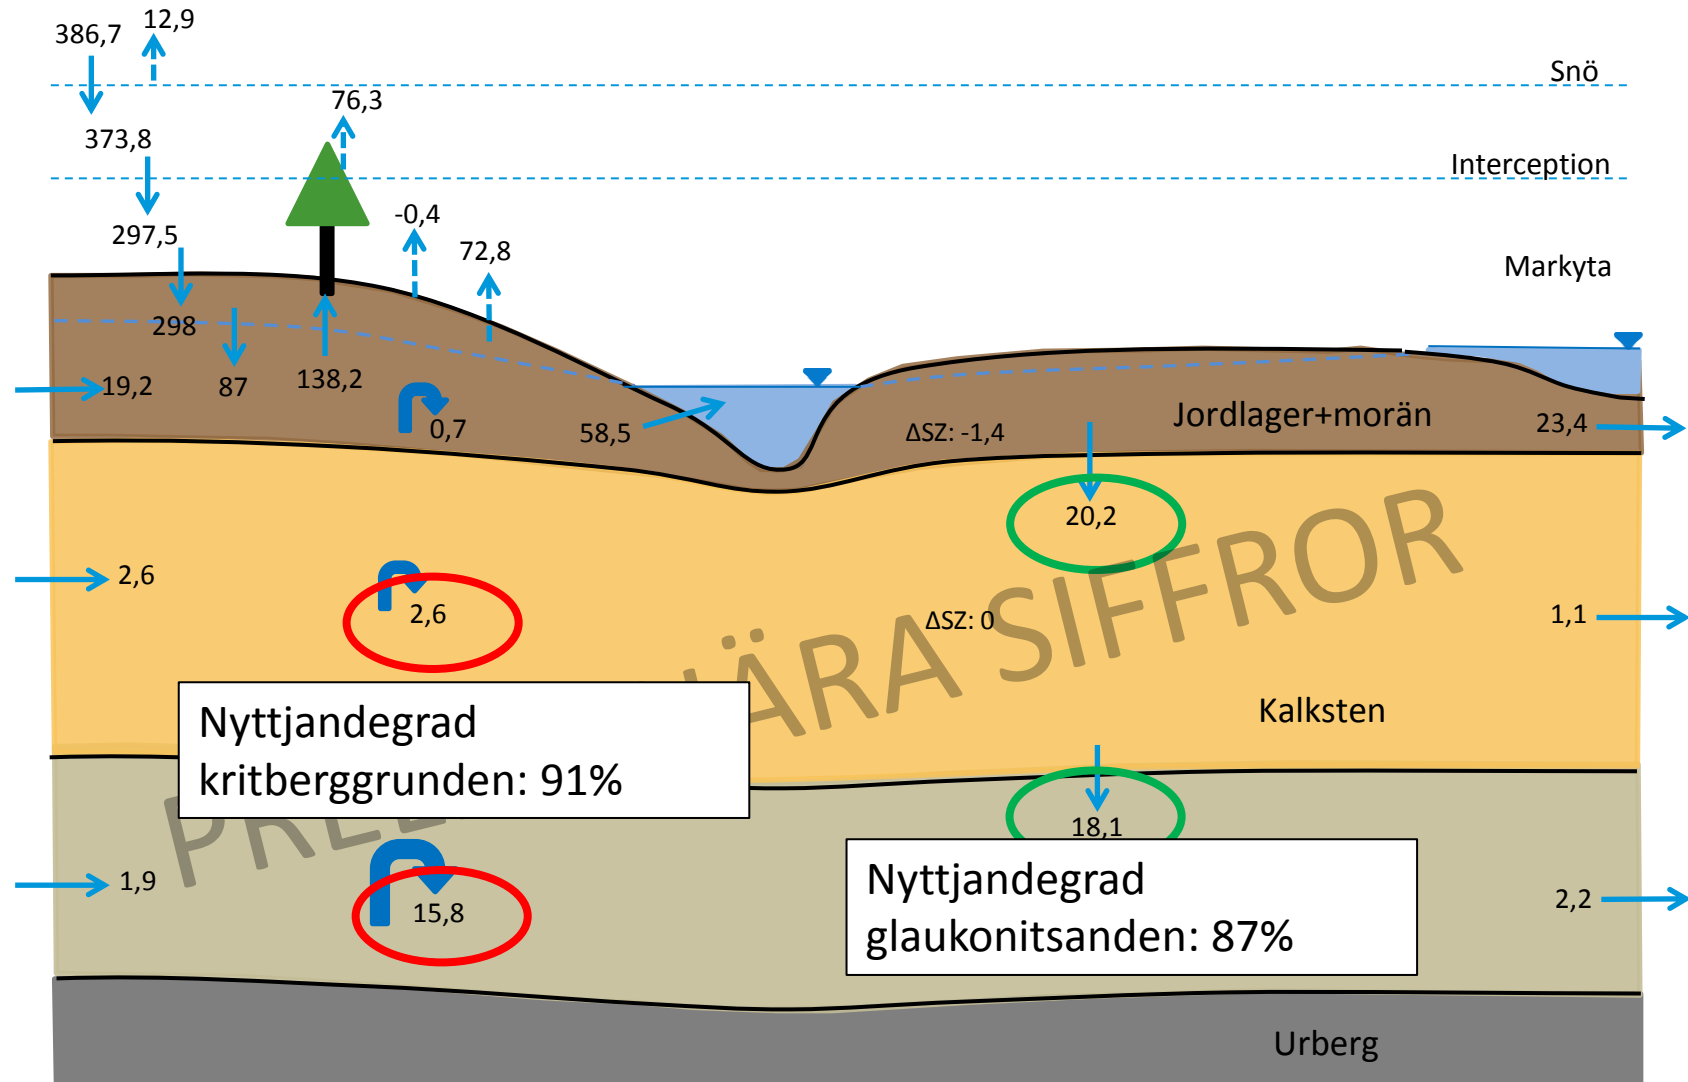 12,9
386,7
Snö
76,3
373,8
Interception
-0,4
297,5
72,8
Markyta
298
19,2
87
138,2
0,7
58,5
ΔSZ: -1,4
Jordlager+morän
23,4
20,2
2,6
2,6
ΔSZ: 0
1,1
SIFFROR
Kalksten
Nyttjandegrad
kritberggrunden: 91%
18,1
1,9
15,8
Nyttjandegrad
glaukonitsanden: 87%
2,2
Urberg